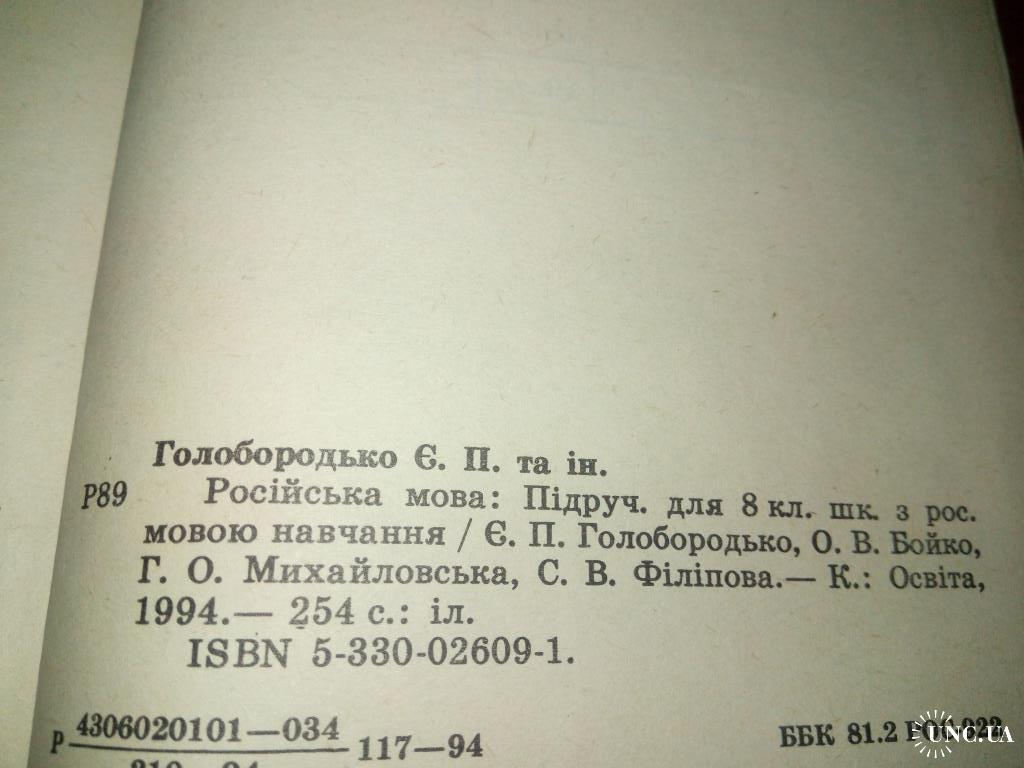 Голобородько Є. П. та ін.
Р89 Російська мова: Підруч. для 8 кл. шк. з рос.
мовою навчання / Є. П. Голобородько, О. В. Бойко,
Г. О. Михайловська, С. В. Філіпова.— К.: Освіта,
1994.— 254 с.: іл.
ISBN 5-330-02609-1.
Р 4306020101—034 117—94
ББК 81.2 РОС
UNC.UA